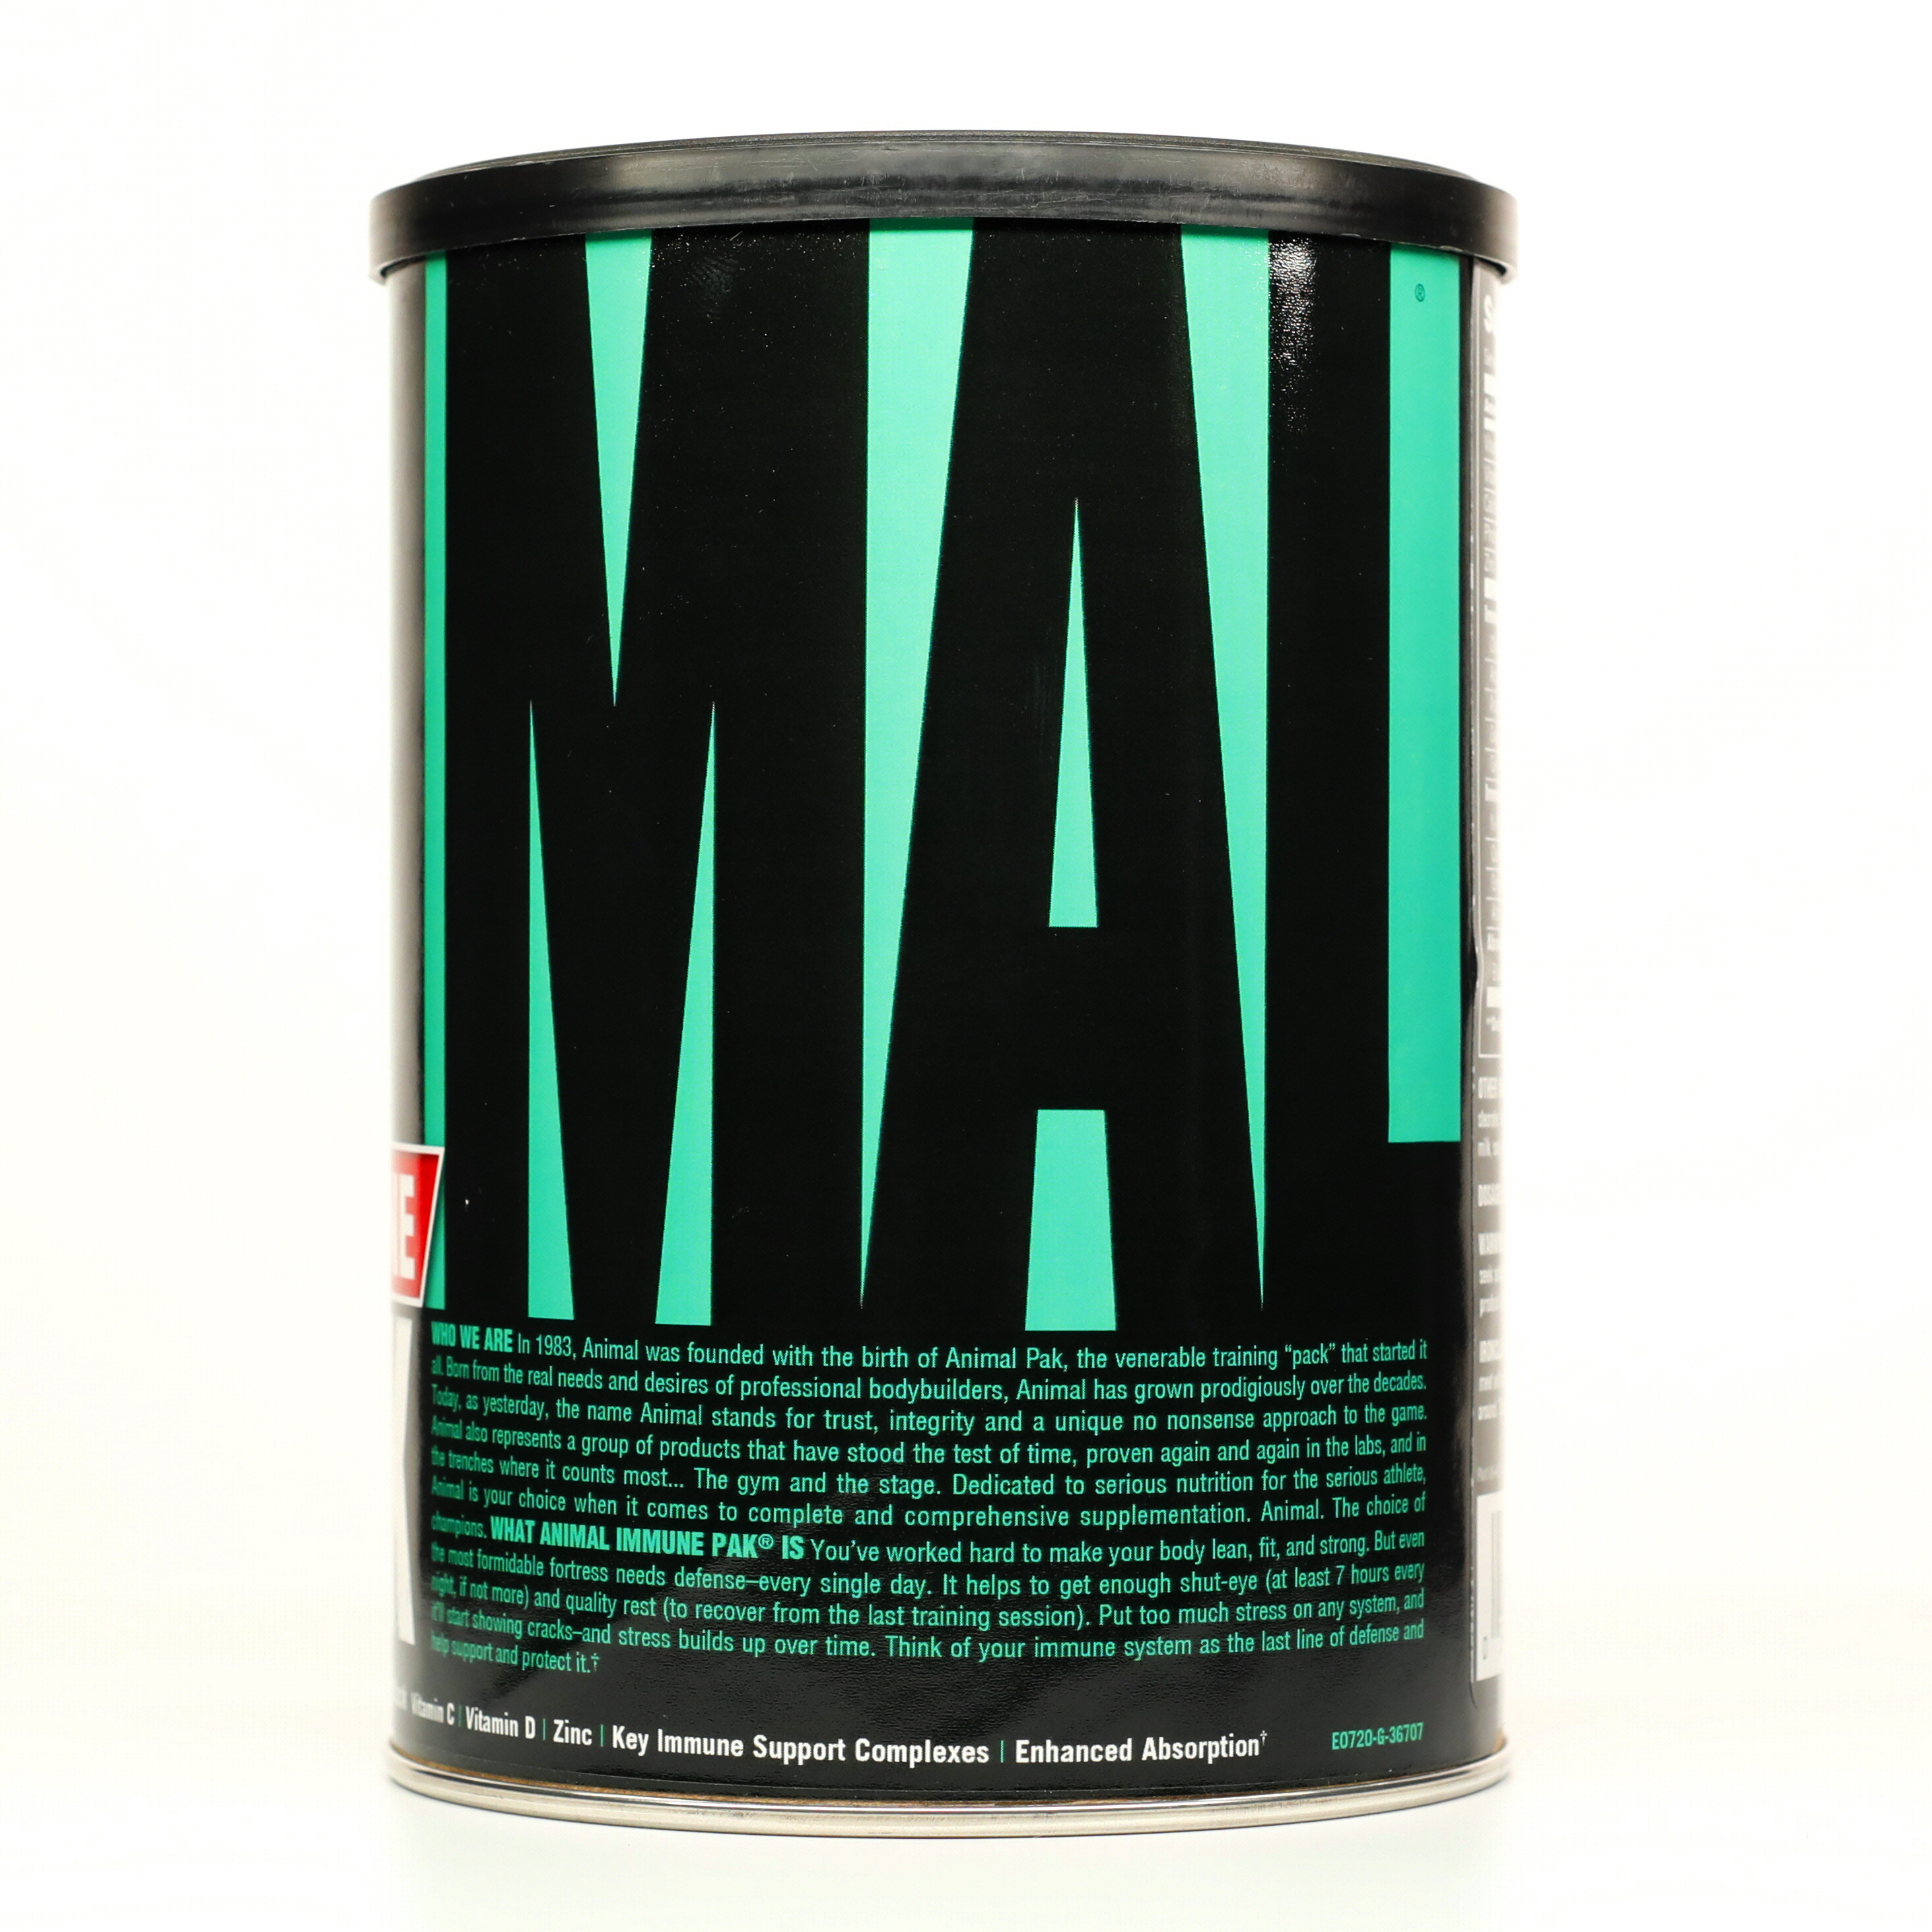 MAL
®
WHO WE ARE In 1983, Animal was founded with the birth of Animal Pak, the venerable training “pack” that started it
all. Born from the real needs and desires of professional bodybuilders, Animal has grown prodigiously over the decades.
Today, as yesterday, the name Animal stands for trust, integrity and a unique no nonsense approach to the game.
Animal also represents a group of products that have stood the test of time, proven again and again in the labs, and in
the trenches where it counts most... The gym and the stage. Dedicated to serious nutrition for the serious athlete,
Animal is your choice when it comes to complete and comprehensive supplementation. Animal. The choice of
champions. WHAT ANIMAL IMMUNE PAK® IS You’ve worked hard to make your body lean, fit, and strong. But even
the most formidable fortress needs defense–every single day. It helps to get enough shut-eye (at least 7 hours every
night, if not more) and quality rest (to recover from the last training session). Put too much stress on any system, and
it’ll start showing cracks–and stress builds up over time. Think of your immune system as the last line of defense and
help support and protect it.†
Vitamin C | Vitamin D | Zinc | Key Immune Support Complexes | Enhanced Absorption†
E0720-G-36707